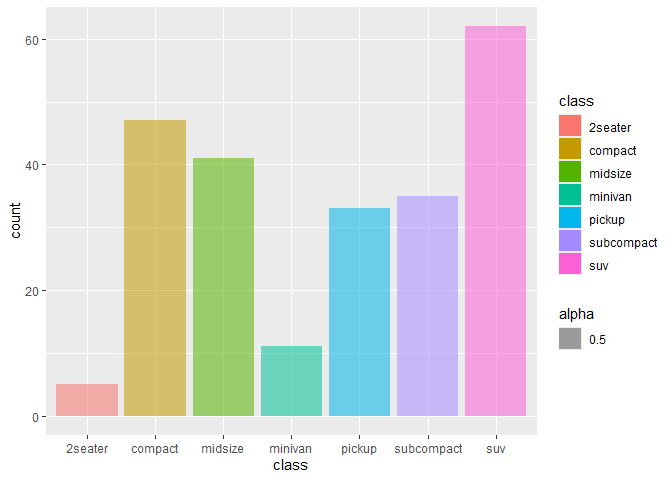 60
40
20
0
count
2seater compact midsize minivan pickup subcompact suv
class
class
2seater
compact
midsize
minivan
pickup
subcompact
suv
alpha
0.5